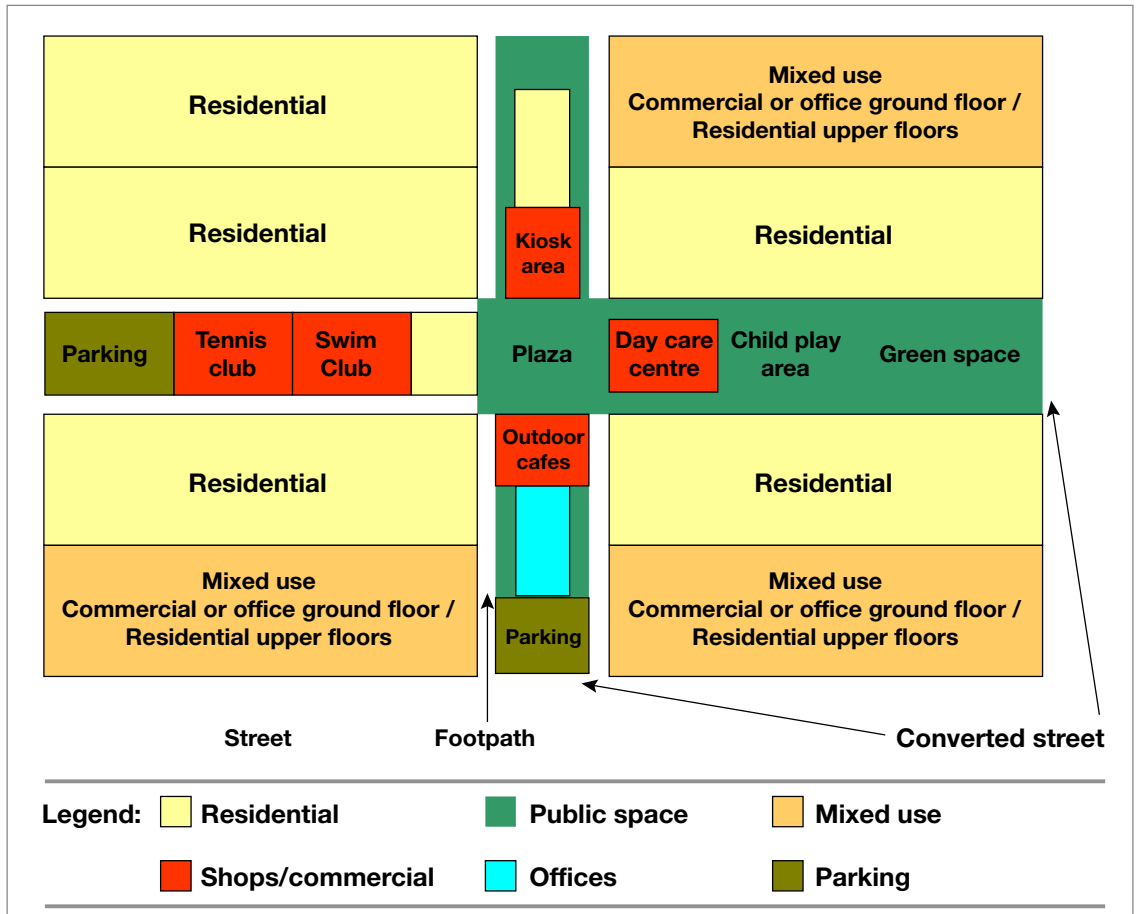 Residential
Mixed use
Commercial or office ground floor /
Residential upper floors
Residential
Kiosk
area
Residential
Parking
Tennis
club
Swim
Club
Plaza
Day care
centre
Child play
area
Green space
Residential
Outdoor
cafes
Residential
Mixed use
Commercial or office ground floor /
Residential upper floors
Parking
Mixed use
Commercial or office ground floor /
Residential upper floors
Street
Footpath
Converted street
Legend:
Residential
Public space
Mixed use
Shops/commercial
Offices
Parking